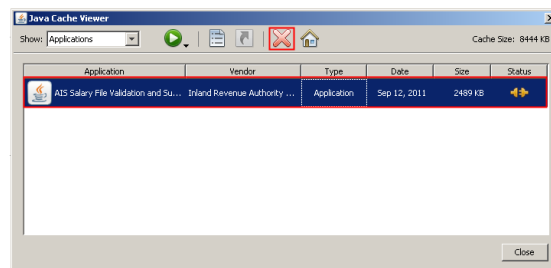 Java Cache Viewer
Show: Applications Cache Size: 8444 KB
Application Vendor Type Date Size Status
AIS Salary File Validation and Su... Inland Revenue Authority ... Application Sep 12, 2011 2489 KB
Close